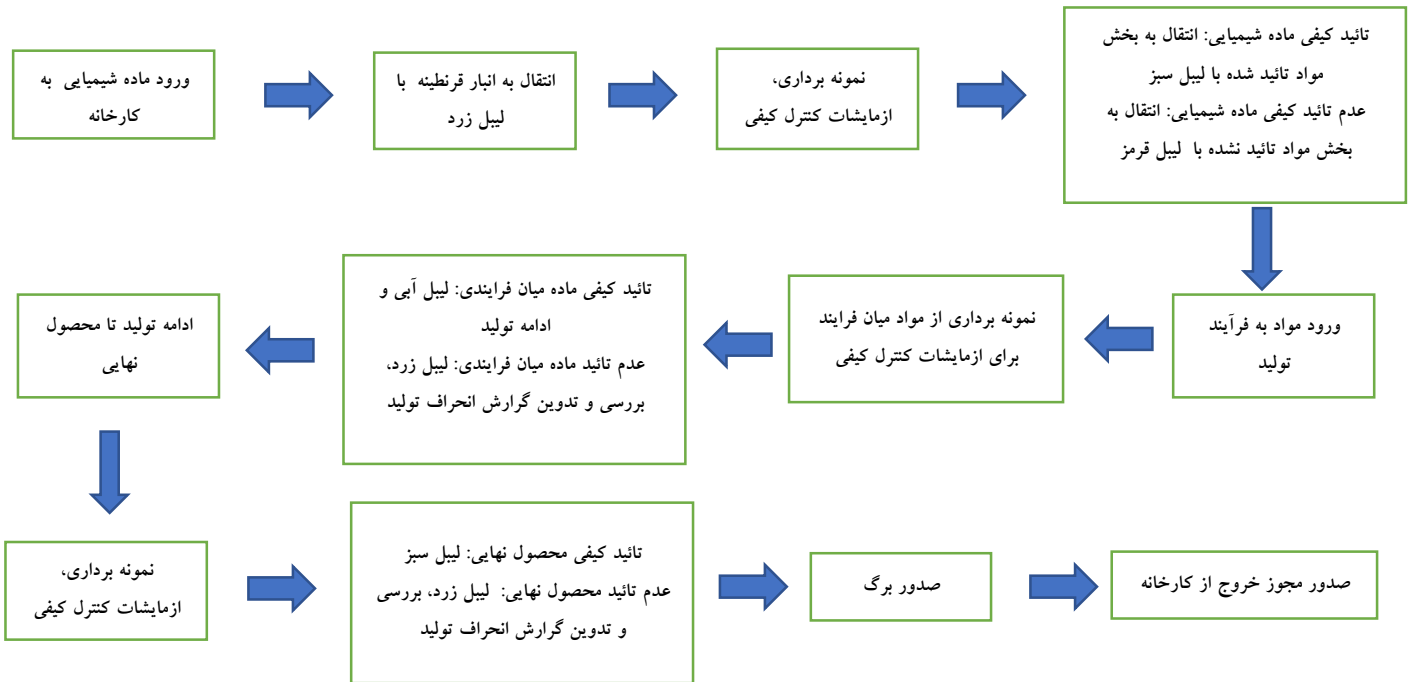 ورود ماده شیمیایی به
کارخانه
انتقال به انبار قرنطینه با
لیبل زرد
نمونه برداری،
ازمایشات کنترل کیفی
تائید کیفی ماده شیمیایی: انتقال به بخش
مواد تائید شده با لیبل سبز
عدم تائید کیفی ماده شیمیایی: انتقال به
بخش مواد تائید نشده با لیبل قرمز
ورود مواد به فرآیند
تولید
نمونه برداری از مواد میان فرایند
برای ازمایشات کنترل کیفی
تائید کیفی ماده میان فرایندی: لیبل آبی و
ادامه تولید
عدم تائید ماده میان فرایندی: لیبل زرد،
بررسی و تدوین گرارش انحراف تولید
ادامه تولید تا محصول
نهایی
نمونه برداری،
ازمایشات کنترل کیفی
تائید کیفی محصول نهایی: لیبل سبز
عدم تائید محصول نهایی: لیبل زرد، بررسی
و تدوین گرارش انحراف تولید
صدور برگ
صدور مجوز خروج از کارخانه